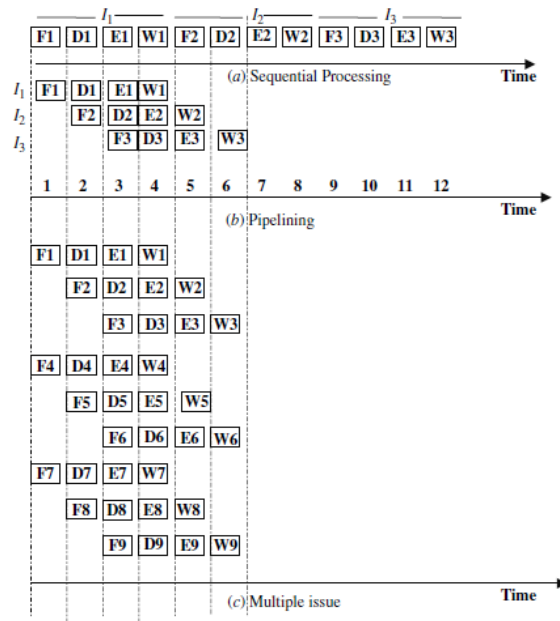 I1 I2 I3
F1 D1 E1 W1 F2 D2 E2 W2 F3 D3 E3 W3
(a) Sequential Processing Time
I1 F1 D1 E1 W1
I2 F2 D2 E2 W2
I3 F3 D3 E3 W3
1 2 3 4 5 6 7 8 9 10 11 12
Time
(b) Pipelining
F1 D1 E1 W1
F2 D2 E2 W2
F3 D3 E3 W3
F4 D4 E4 W4
F5 D5 E5 W5
F6 D6 E6 W6
F7 D7 E7 W7
F8 D8 E8 W8
F9 D9 E9 W9
Time
(c) Multiple issue